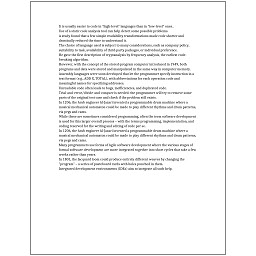 It is usually easier to code in "high-level" languages than in "low-level" ones.
Use of a static code analysis tool can help detect some possible problems.
A study found that a few simple readability transformations made code shorter and
drastically reduced the time to understand it.
The choice of language used is subject to many considerations, such as company policy,
suitability to task, availability of third-party packages, or individual preference.
He gave the first description of cryptanalysis by frequency analysis, the earliest code-
breaking algorithm.
However, with the concept of the stored-program computer introduced in 1949, both
programs and data were stored and manipulated in the same way in computer memory.
Assembly languages were soon developed that let the programmer specify instruction in a
text format (e.g., ADD X, TOTAL), with abbreviations for each operation code and
meaningful names for specifying addresses.
Unreadable code often leads to bugs, inefficiencies, and duplicated code.
Trial-and-error/divide-and-conquer is needed: the programmer will try to remove some
parts of the original test case and check if the problem still exists.
In 1206, the Arab engineer Al-Jazari invented a programmable drum machine where a
musical mechanical automaton could be made to play different rhythms and drum patterns,
via pegs and cams.
While these are sometimes considered programming, often the term software development
is used for this larger overall process – with the terms programming, implementation, and
coding reserved for the writing and editing of code per se.
In 1206, the Arab engineer Al-Jazari invented a programmable drum machine where a
musical mechanical automaton could be made to play different rhythms and drum patterns,
via pegs and cams.
Many programmers use forms of Agile software development where the various stages of
formal software development are more integrated together into short cycles that take a few
weeks rather than years.
In 1801, the Jacquard loom could produce entirely different weaves by changing the
"program" – a series of pasteboard cards with holes punched in them.
Integrated development environments (IDEs) aim to integrate all such help.